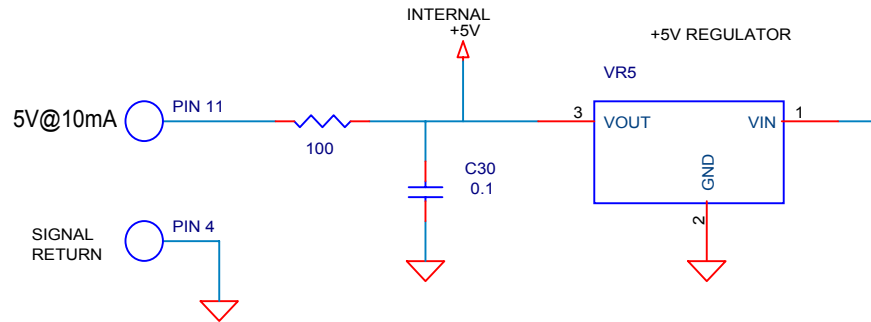 INTERNAL
+5V
+5V REGULATOR
VR5
5V@10mA
PIN 11
100
3
VOUT
VIN
1
C30
0.1
GND
2
SIGNAL
RETURN
PIN 4